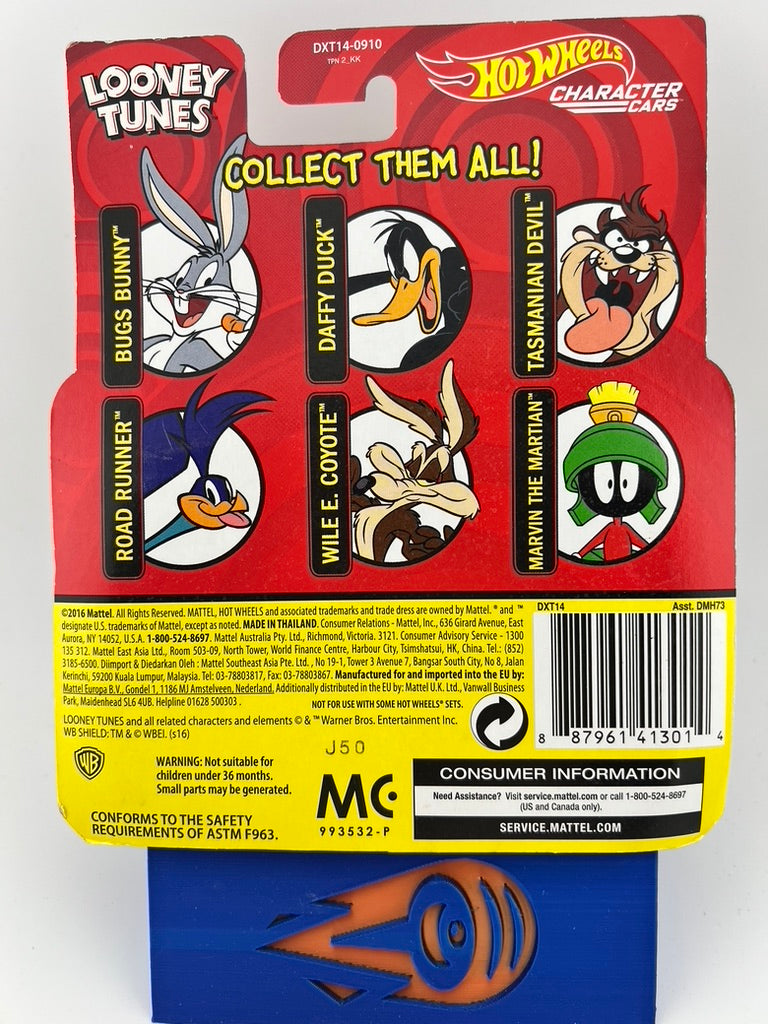 DXT14-0910
TPN 2_KK
LOONEY
TUNES
HOT WHEELS
CHARACTER
CARS™
COLLECT THEM ALL!
BUGS BUNNY™
DAFFY DUCK™
TASMANIAN DEVIL™
ROAD RUNNER™
WILE E. COYOTE™
MARVIN THE MARTIAN™
©2016 Mattel. All Rights Reserved. MATTEL, HOT WHEELS and associated trademarks and trade dress are owned by Mattel. ® and ™
designate U.S. trademarks of Mattel, except as noted. MADE IN THAILAND. Consumer Relations - Mattel, Inc., 636 Girard Avenue, East
Aurora, NY 14052, U.S.A. 1-800-524-8697. Mattel Australia Pty. Ltd., Richmond, Victoria. 3121. Consumer Advisory Service - 1300
135 312. Mattel East Asia Ltd., Room 503-09, North Tower, World Finance Centre, Harbour City, Tsimshatsui, HK, China. Tel.: (852)
3185-6500. Diimport & Diedarkan Oleh : Mattel Southeast Asia Pte. Ltd., No 19-1, Tower 3 Avenue 7, Bangsar South City, No 8, Jalan
Kerinchi, 59200 Kuala Lumpur, Malaysia. Tel: 03-78803817, Fax: 03-78803867. Manufactured for and imported into the EU by:
Mattel Europa B.V., Gondel 1, 1186 MJ Amstelveen, Nederland. Additionally distributed in the EU by: Mattel U.K. Ltd., Vanwall Business
Park, Maidenhead SL6 4UB. Helpline 01628 500303 .
NOT FOR USE WITH SOME HOT WHEELS® SETS.
LOONEY TUNES and all related characters and elements © & ™ Warner Bros. Entertainment Inc.
WB SHIELD: TM & © WBEI. (s16)
DXT14 Asst. DMH73
8 87961 41301 4
J50
WB
WARNING: Not suitable for
children under 36 months.
Small parts may be generated.
CONFORMS TO THE SAFETY
REQUIREMENTS OF ASTM F963.
MC
993532-P
CONSUMER INFORMATION
Need Assistance? Visit service.mattel.com or call 1-800-524-8697
(US and Canada only).
SERVICE.MATTEL.COM